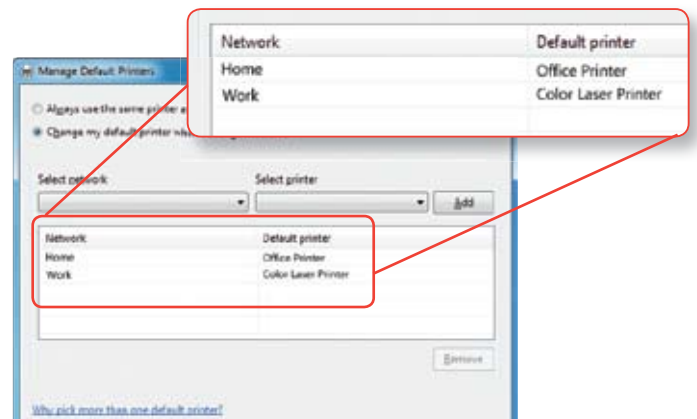 Network Default printer
Home Office Printer
Work Color Laser Printer
Manage Default Printers
Always use the same printer
Change my default printer
Select network Select printer
Add
Network Default printer
Home Office Printer
Work Color Laser Printer
Remove
Why pick more than one default printer?